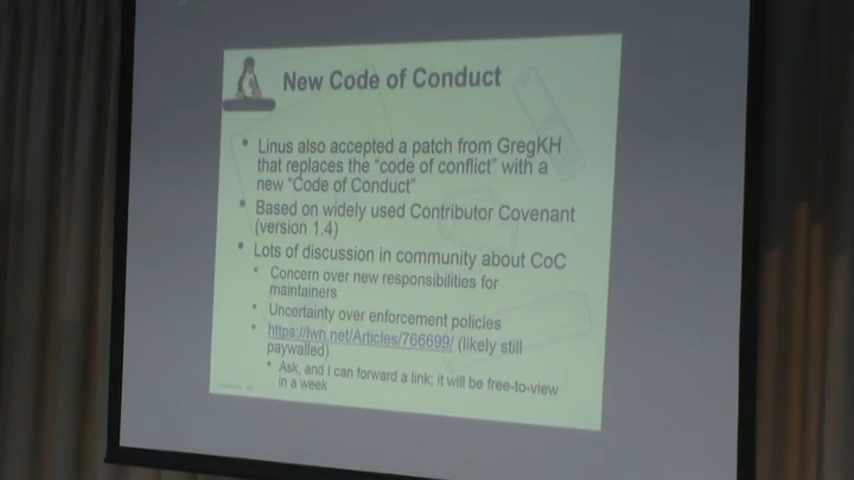 New Code of Conduct
• Linus also accepted a patch from GregKH
that replaces the "code of conflict" with a
new "Code of Conduct"
• Based on widely used Contributor Covenant
(version 1.4)
• Lots of discussion in community about CoC
• Concern over new responsibilities for
maintainers
• Uncertainty over enforcement policies
• https://lwn.net/Articles/766699/ (likely still
paywalled)
• Ask, and I can forward a link; it will be free-to-view
in a week